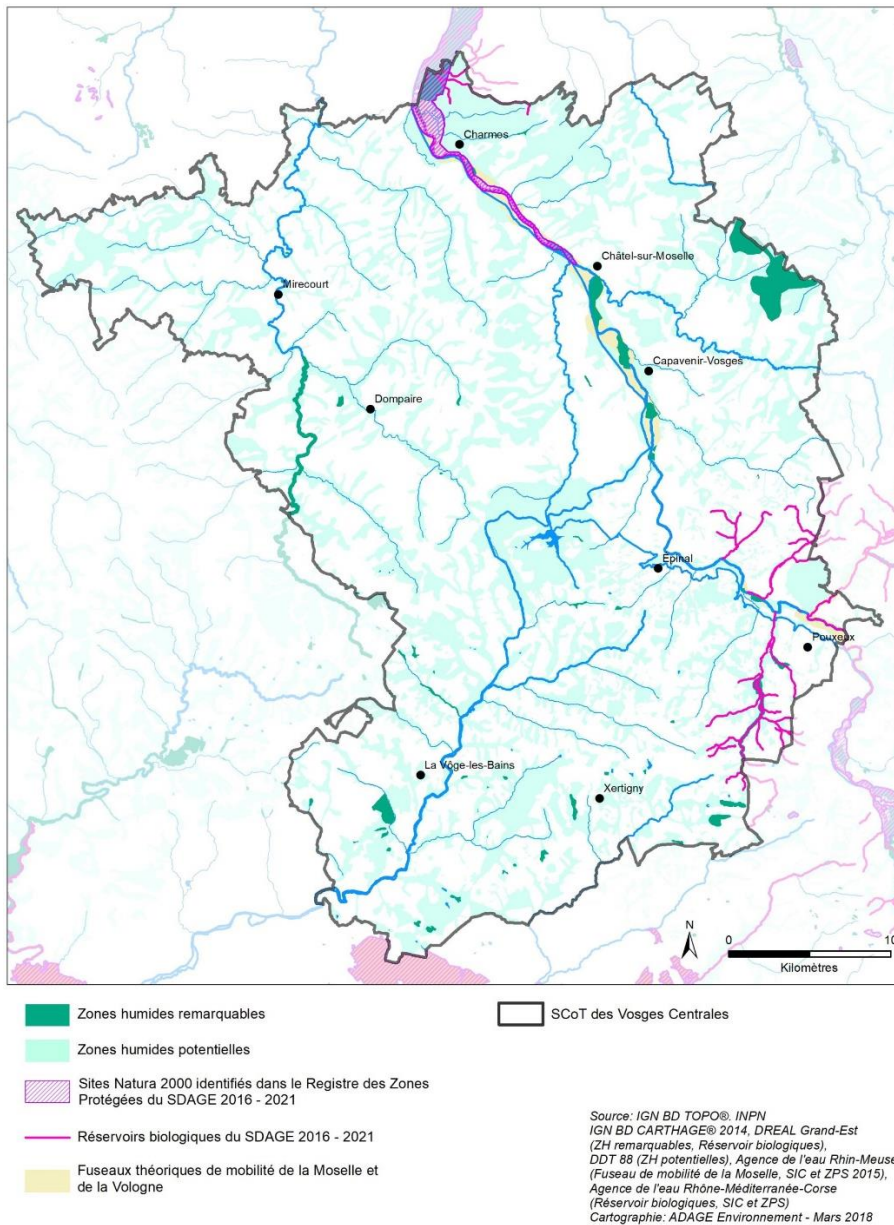 Charmes
Châtel-sur-Moselle
Mirecourt
Capavenir-Vosges
Dompaire
Epinal
Pouxeux
La Vôge-les-Bains
Xertigny
N
0
10
Kilomètres
Zones humides remarquables
SCoT des Vosges Centrales
Zones humides potentielles
Sites Natura 2000 identifiés dans le Registre des Zones
Protégées du SDAGE 2016 - 2021
Réservoirs biologiques du SDAGE 2016 - 2021
Fuseaux théoriques de mobilité de la Moselle et
de la Vologne
Source: IGN BD TOPO®. INPN
IGN BD CARTHAGE® 2014, DREAL Grand-Est
(ZH remarquables, Réservoir biologiques),
DDT 88 (ZH potentielles), Agence de l'eau Rhin-Meuse
(Fuseau de mobilité de la Moselle, SIC et ZPS 2015),
Agence de l'eau Rhône-Méditerranée-Corse
(Réservoir biologiques, SIC et ZPS)
Cartographie: ADAGE Environnement - Mars 2018